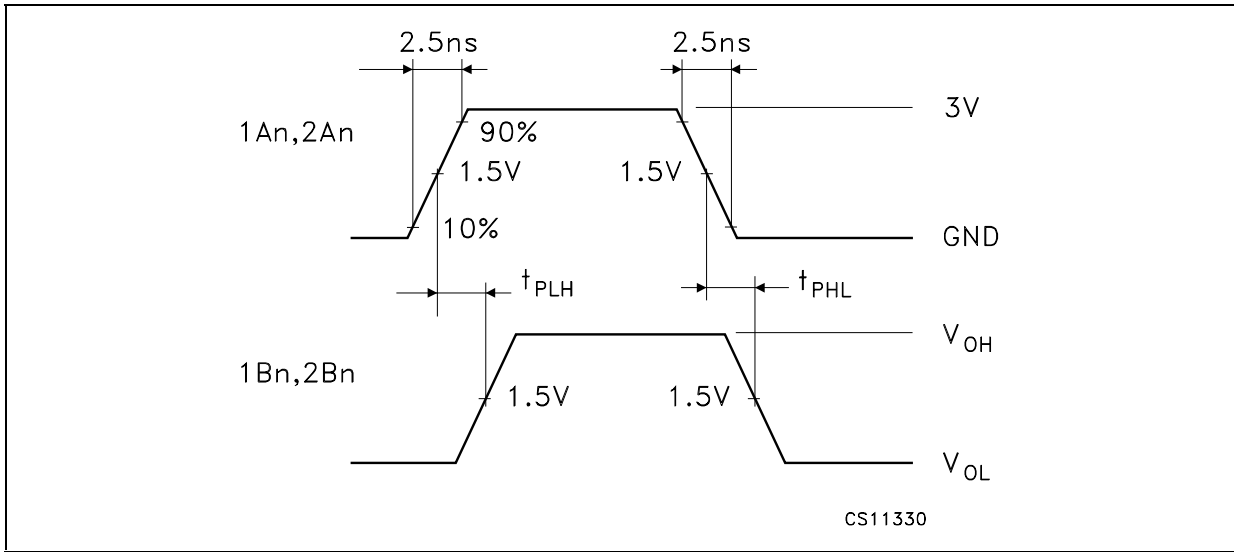 2.5ns 2.5ns
3V
1An,2An 90%
1.5V 1.5V
10% GND
tPLH tPHL
VOH
1Bn,2Bn 1.5V 1.5V
VOL
CS11330